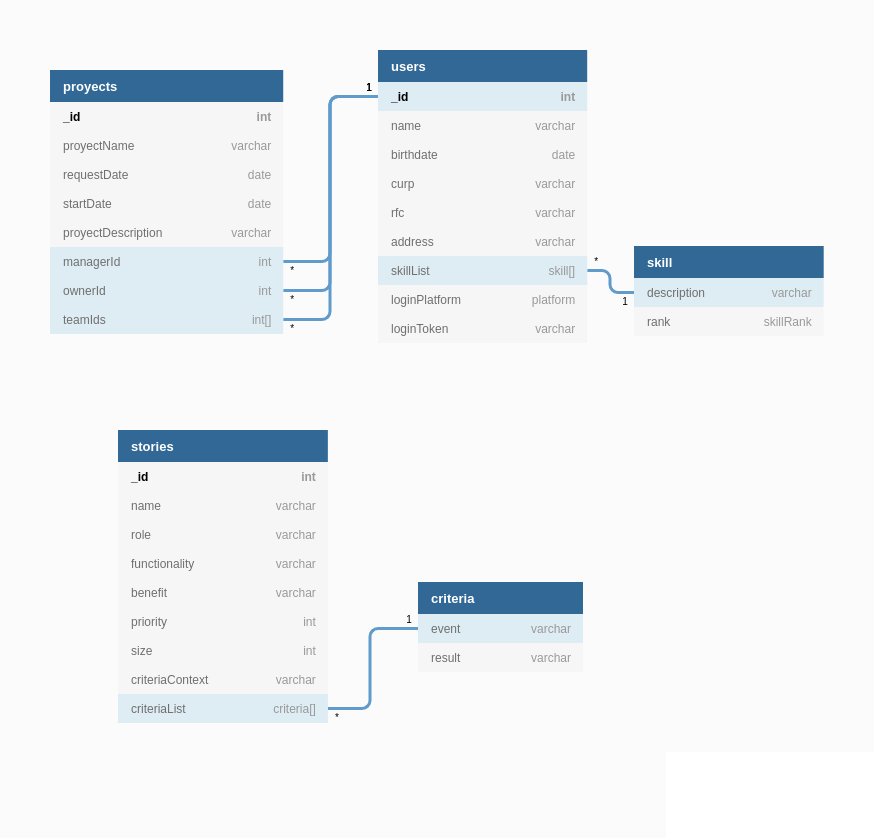 proyects
_id int
proyectName varchar
requestDate date
startDate date
proyectDescription varchar
managerId int
*
ownerId int
*
teamIds int[]
*
users
1
_id int
name varchar
birthdate date
curp varchar
rfc varchar
address varchar
skillList skill[]
*
loginPlatform platform
loginToken varchar
skill
description varchar
1
rank skillRank
stories
_id int
name varchar
role varchar
functionality varchar
benefit varchar
priority int
size int
criteriaContext varchar
criteriaList criteria[]
*
criteria
1
event varchar
result varchar